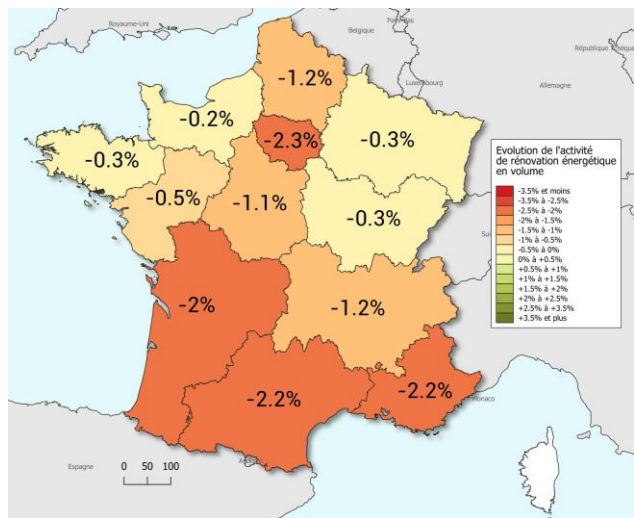 Royaume-Uni
Belgique
Pays-Bas
République Tchèque
Luxembourg
Allemagne
-1.2%
-0.2%
-2.3%
-0.3%
-0.3%
-0.5%
-1.1%
-0.3%
-2%
-1.2%
-2.2%
-2.2%
Monaco
Espagne
0 50 100
Evolution de l'activité
de rénovation énergétique
en volume
-3.5% et moins
-3.5% à -2.5%
-2.5% à -2%
-2% à -1.5%
-1.5% à -1%
-1% à -0.5%
-0.5% à 0%
0% à +0.5%
+0.5% à +1%
+1% à +1.5%
+1.5% à +2%
+2% à +2.5%
+2.5% à +3.5%
+3.5% et plus